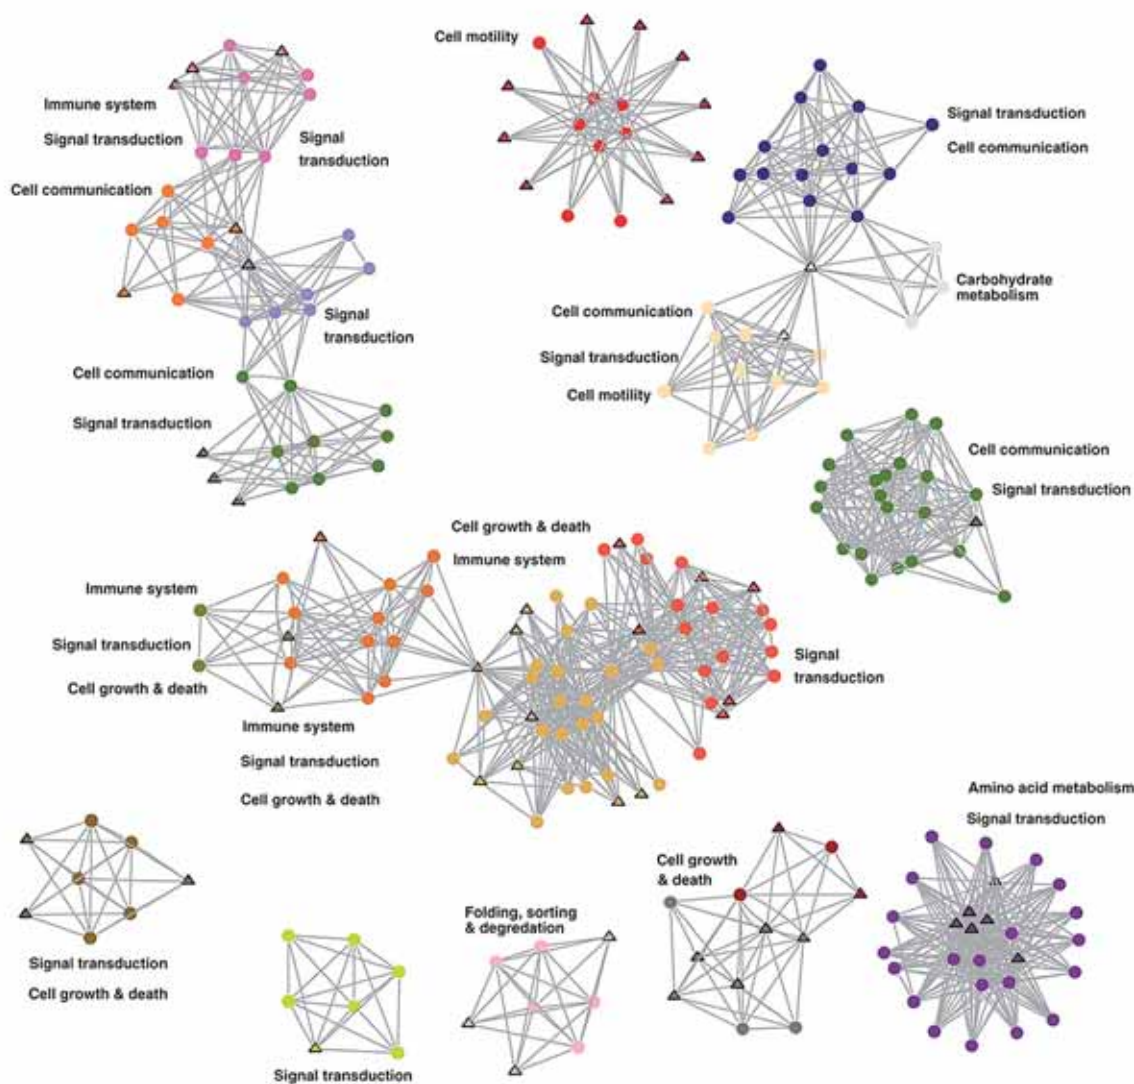 Cell motility
Immune system
Signal transduction
Signal
transduction
Cell communication
Signal transduction
Cell communication
Signal
transduction
Cell communication
Signal transduction
Carbohydrate
metabolism
Cell communication
Signal transduction
Cell motility
Cell communication
Signal transduction
Cell growth & death
Immune system
Immune system
Signal transduction
Cell growth & death
Signal
transduction
Immune system
Signal transduction
Cell growth & death
Amino acid metabolism
Signal transduction
Cell growth
& death
Folding, sorting
& degredation
Signal transduction
Cell growth & death
Signal transduction